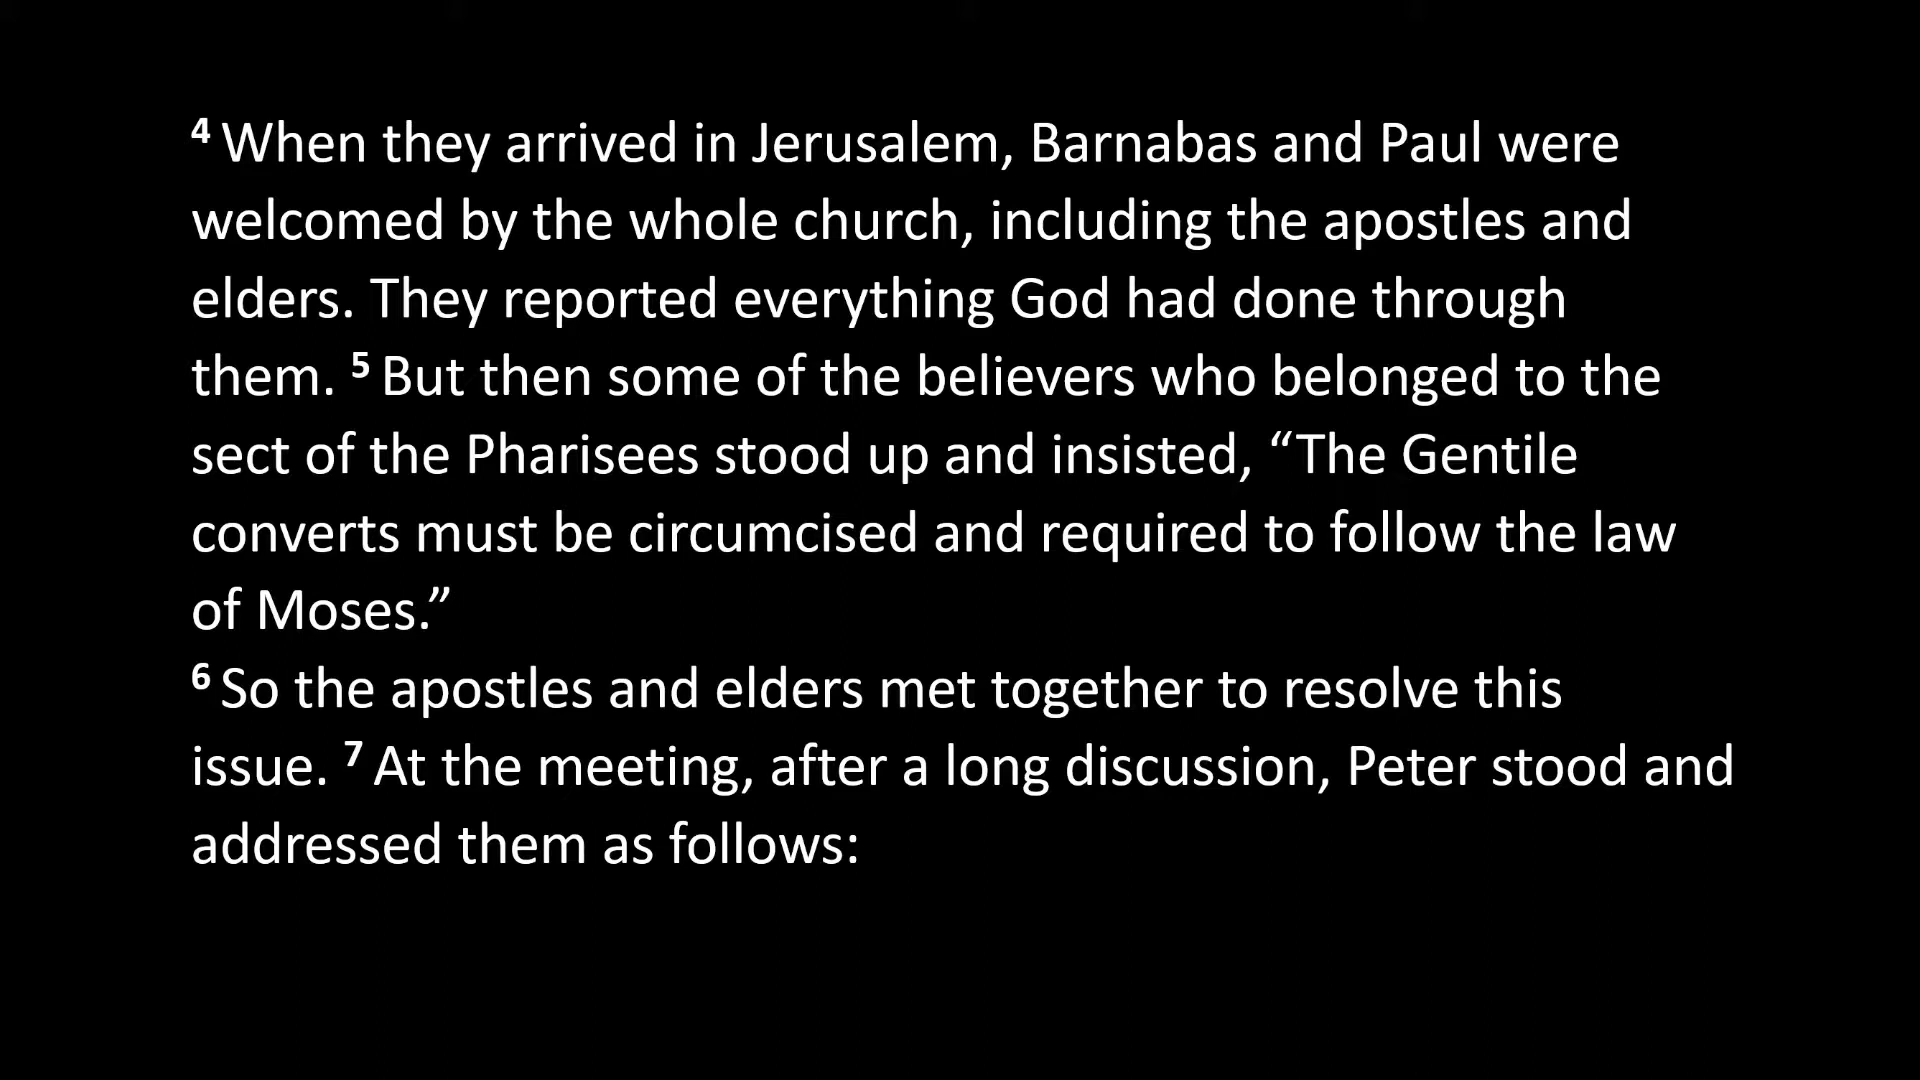 4 When they arrived in Jerusalem, Barnabas and Paul were
welcomed by the whole church, including the apostles and
elders. They reported everything God had done through
them. 5 But then some of the believers who belonged to the
sect of the Pharisees stood up and insisted, “The Gentile
converts must be circumcised and required to follow the law
of Moses.”
6 So the apostles and elders met together to resolve this
issue. 7 At the meeting, after a long discussion, Peter stood and
addressed them as follows: